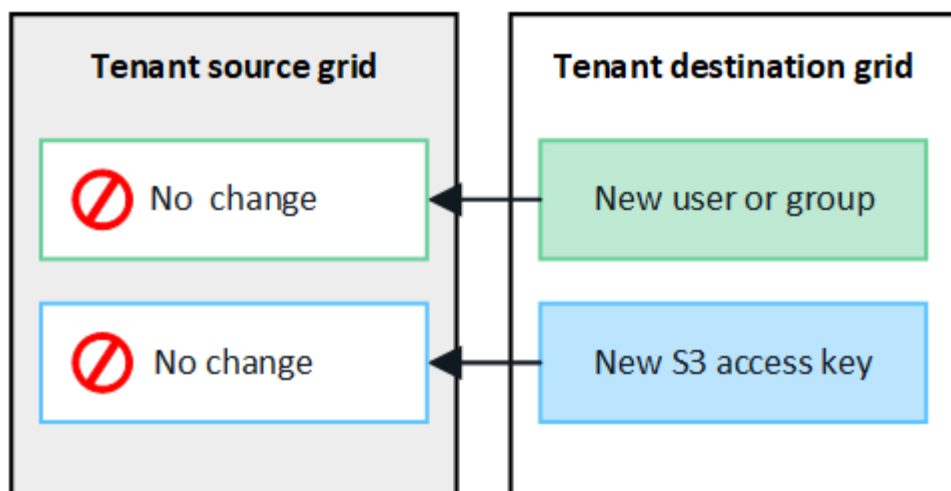 Tenant source grid
Tenant destination grid
No change
New user or group
No change
New S3 access key